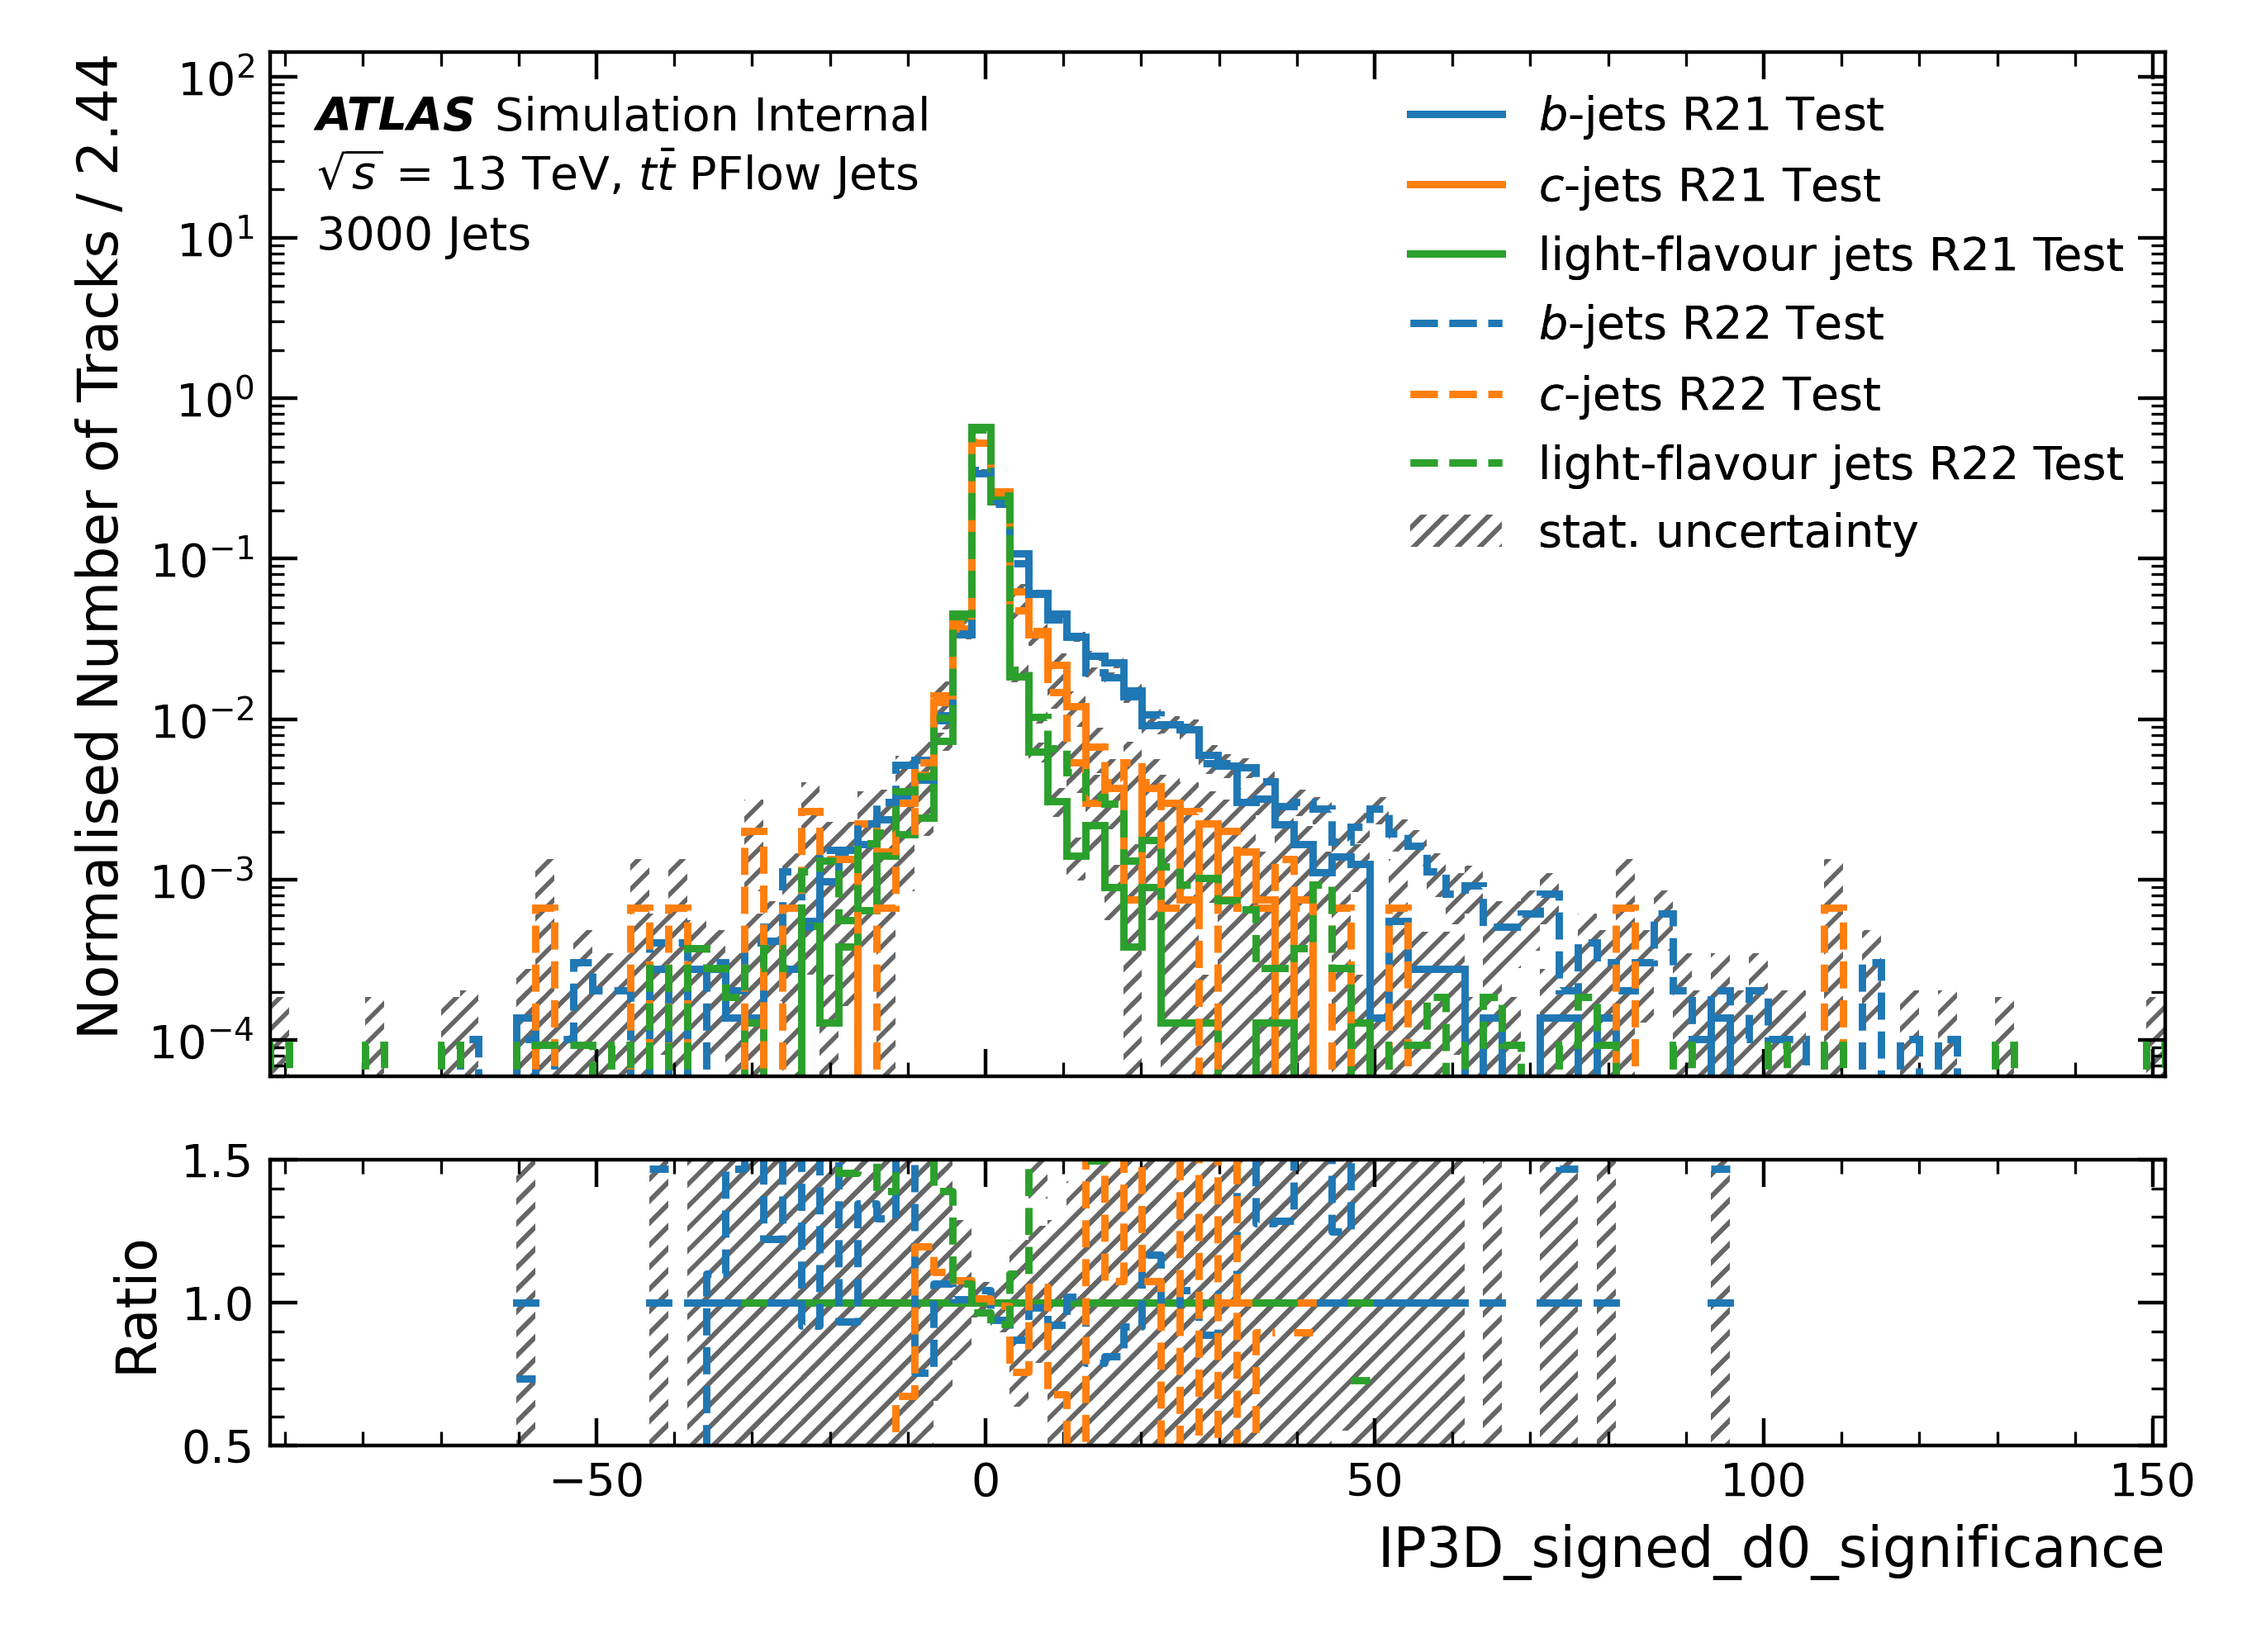 Normalised Number of Tracks / 2.44
10²
10¹
10⁰
10⁻¹
10⁻²
10⁻³
10⁻⁴
ATLAS Simulation Internal
√s = 13 TeV, tt̄ PFlow Jets
3000 Jets
b-jets R21 Test
c-jets R21 Test
light-flavour jets R21 Test
b-jets R22 Test
c-jets R22 Test
light-flavour jets R22 Test
stat. uncertainty
Ratio
1.5
1.0
0.5
−50 0 50 100 150
IP3D_signed_d0_significance